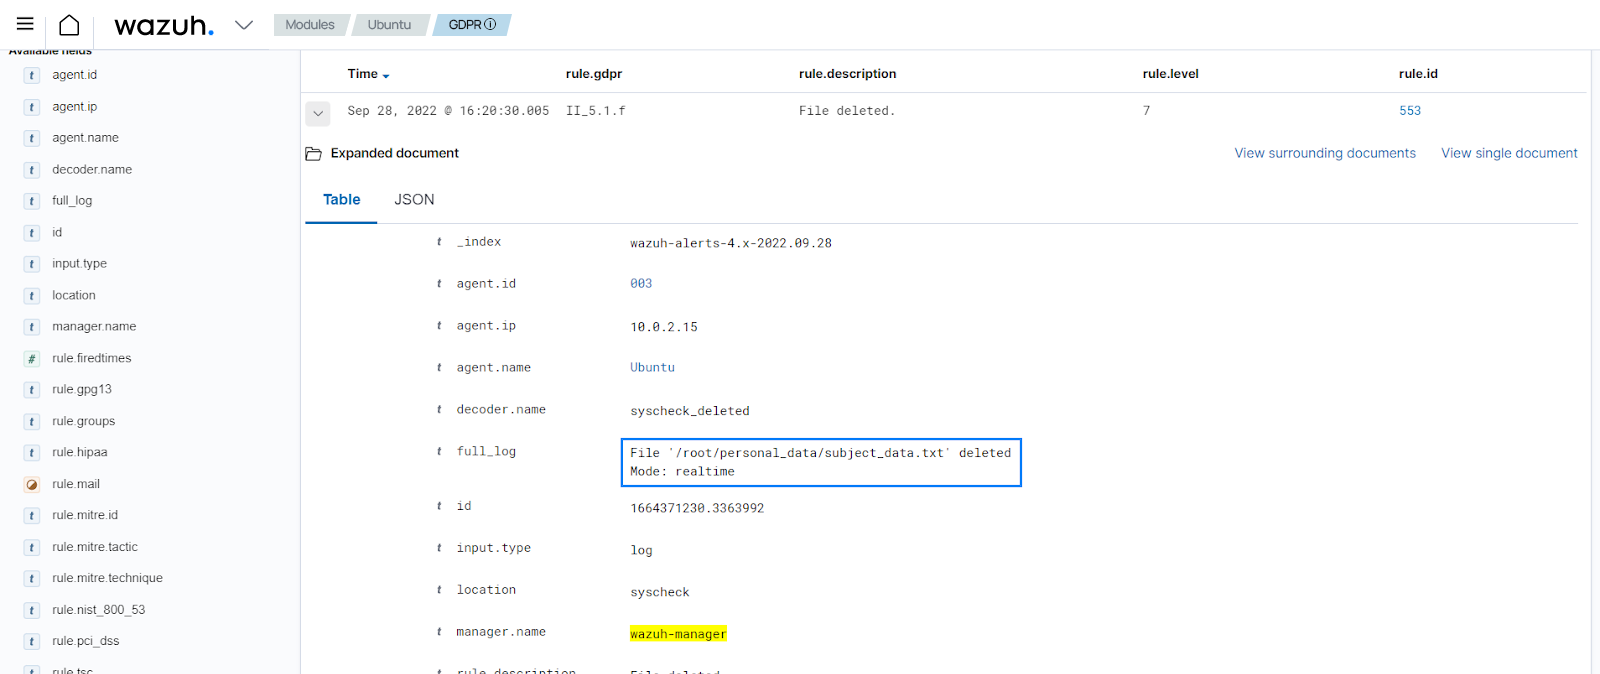 wazuh.
Modules
Ubuntu
GDPR
Available fields
t agent.id
t agent.ip
t agent.name
t decoder.name
t full_log
t id
t input.type
t location
t manager.name
# rule.firedtimes
t rule.gpg13
t rule.groups
t rule.hipaa
rule.mail
t rule.mitre.id
t rule.mitre.tactic
t rule.mitre.technique
t rule.nist_800_53
t rule.pci_dss
t rule.tsc
Time rule.gdpr rule.description rule.level rule.id
Sep 28, 2022 @ 16:20:30.005 II_5.1.f File deleted. 7 553
Expanded document View surrounding documents View single document
Table JSON
t _index wazuh-alerts-4.x-2022.09.28
t agent.id 003
t agent.ip 10.0.2.15
t agent.name Ubuntu
t decoder.name syscheck_deleted
t full_log File '/root/personal_data/subject_data.txt' deleted
Mode: realtime
t id 1664371230.3363992
t input.type log
t location syscheck
t manager.name wazuh-manager
t rule.description File deleted.